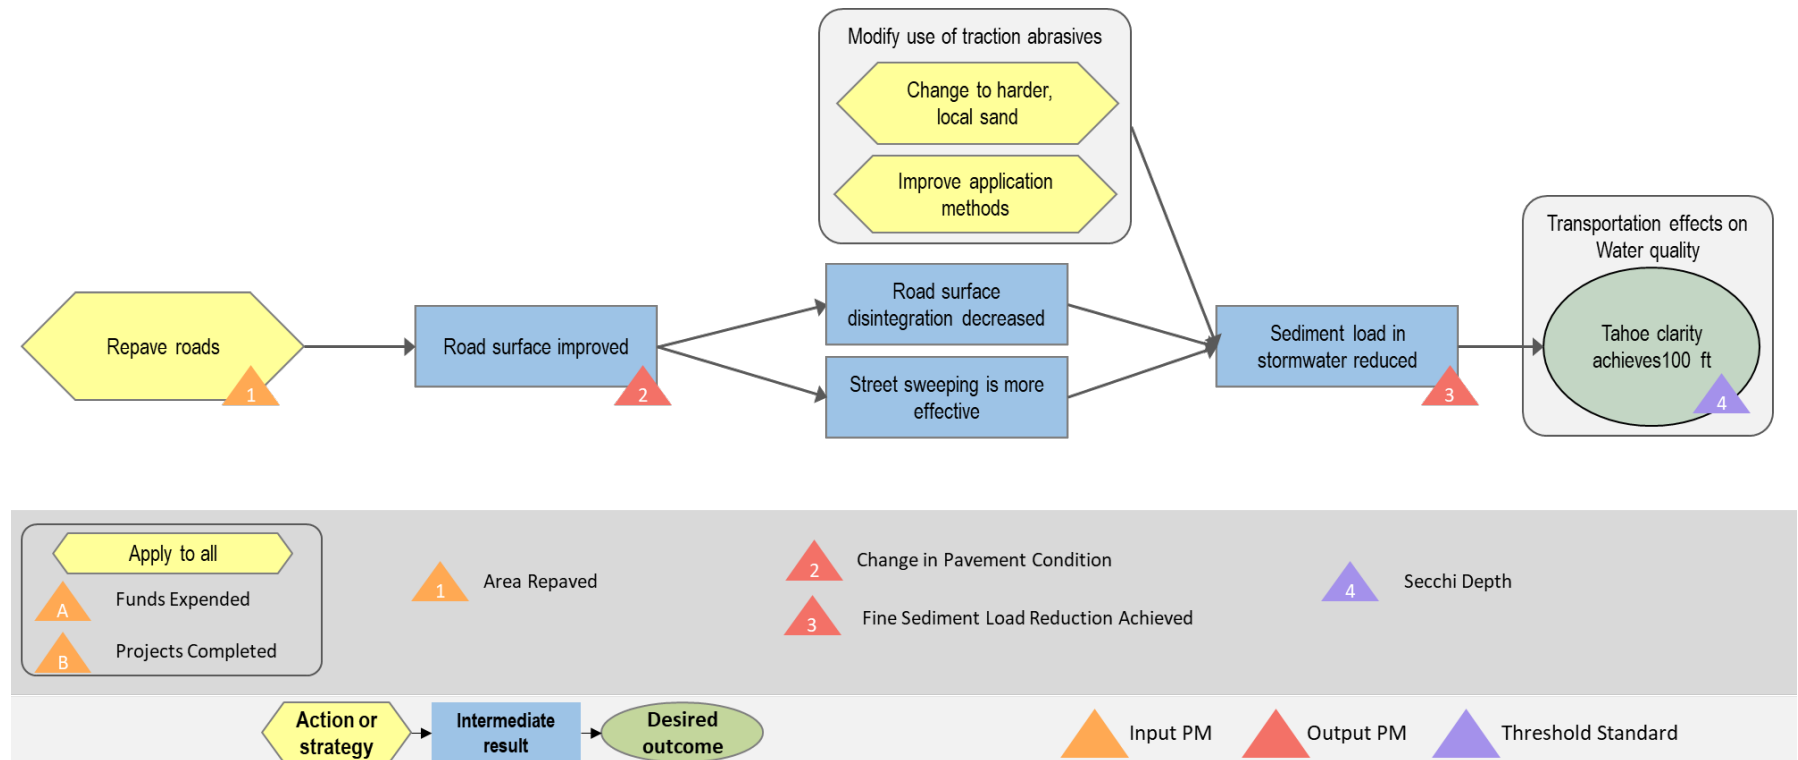 Modify use of traction abrasives
Change to harder,
local sand
Improve application
methods
Transportation effects on
Water quality
Repave roads
1
Road surface improved
2
Road surface
disintegration decreased
Street sweeping is more
effective
Sediment load in
stormwater reduced
3
Tahoe clarity
achieves100 ft
4
Apply to all
A Funds Expended
B Projects Completed
1 Area Repaved
2 Change in Pavement Condition
3 Fine Sediment Load Reduction Achieved
4 Secchi Depth
Action or
strategy
Intermediate
result
Desired
outcome
Input PM
Output PM
Threshold Standard